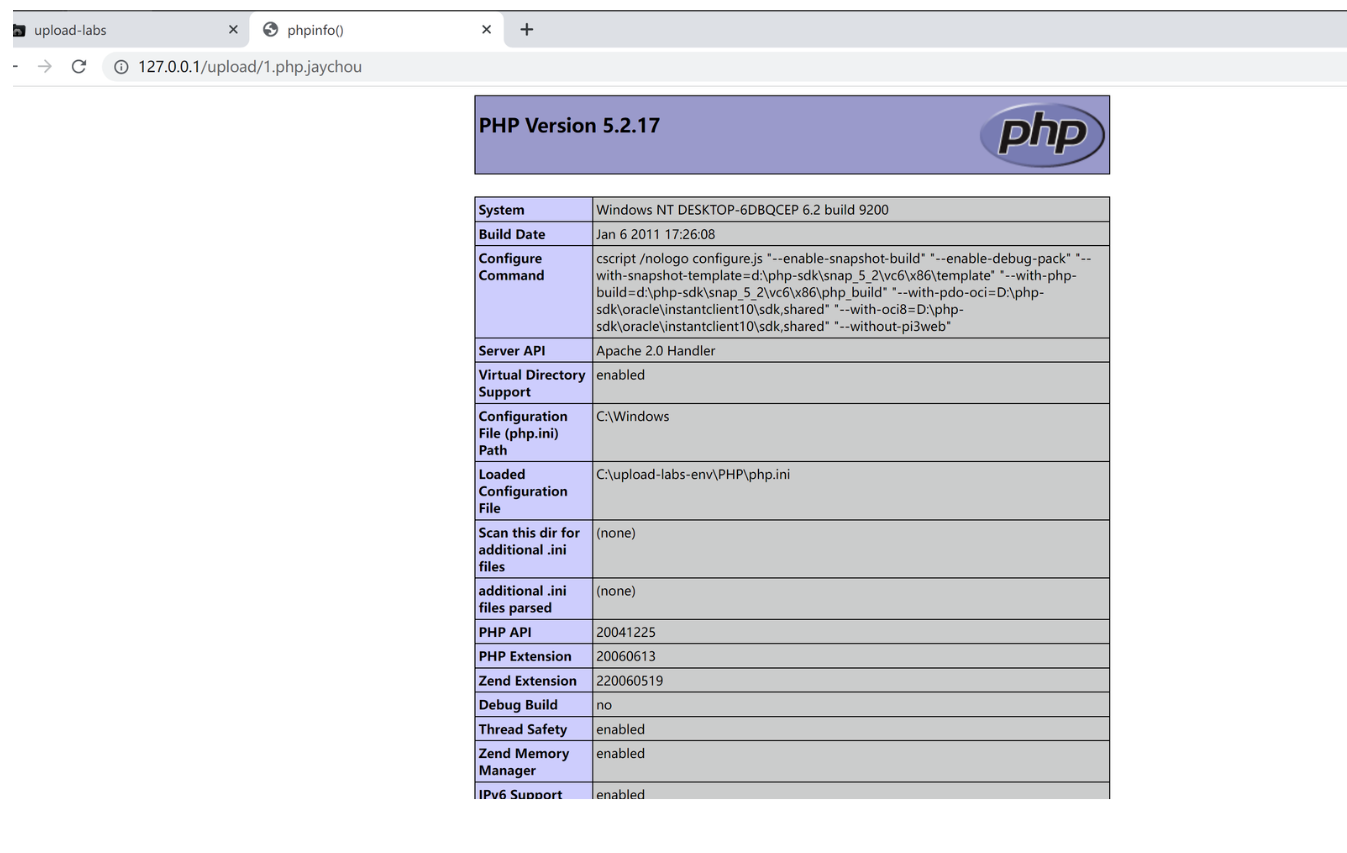 upload-labs
phpinfo()
127.0.0.1/upload/1.php.jaychou
PHP Version 5.2.17
php
System Windows NT DESKTOP-6DBQCEP 6.2 build 9200
Build Date Jan 6 2011 17:26:08
Configure
Command
cscript /nologo configure.js "--enable-snapshot-build" "--enable-debug-pack" "--
with-snapshot-template=d:\php-sdk\snap_5_2\vc6\x86\template" "--with-php-
build=d:\php-sdk\snap_5_2\vc6\x86\php_build" "--with-pdo-oci=D:\php-
sdk\oracle\instantclient10\sdk,shared" "--with-oci8=D:\php-
sdk\oracle\instantclient10\sdk,shared" "--without-pi3web"
Server API Apache 2.0 Handler
Virtual Directory
Support
enabled
Configuration
File (php.ini)
Path
C:\Windows
Loaded
Configuration
File
C:\upload-labs-env\PHP\php.ini
Scan this dir for
additional .ini
files
(none)
additional .ini
files parsed
(none)
PHP API 20041225
PHP Extension 20060613
Zend Extension 220060519
Debug Build no
Thread Safety enabled
Zend Memory
Manager
enabled
IPv6 Support enabled